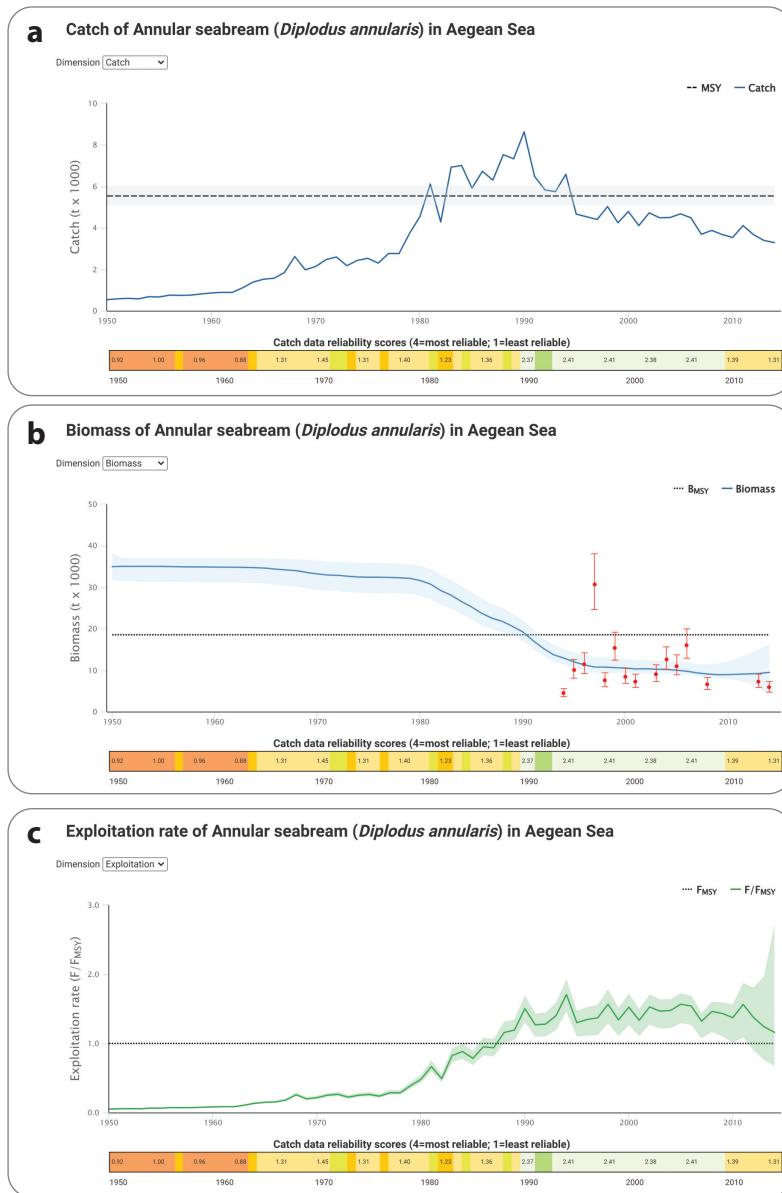 a Catch of Annular seabream (Diplodus annularis) in Aegean Sea
Dimension Catch
-- MSY — Catch
10
8
6
4
2
0
Catch (t x 1000)
1950 1960 1970 1980 1990 2000 2010
Catch data reliability scores (4=most reliable; 1=least reliable)
0.92 1.00 0.96 0.88 1.31 1.45 1.31 1.40 1.23 1.36 2.37 2.41 2.41 2.38 2.41 1.39 1.31
1950 1960 1970 1980 1990 2000 2010
b Biomass of Annular seabream (Diplodus annularis) in Aegean Sea
Dimension Biomass
BMSY — Biomass
50
40
30
20
10
0
Biomass (t x 1000)
1950 1960 1970 1980 1990 2000 2010
Catch data reliability scores (4=most reliable; 1=least reliable)
0.92 1.00 0.96 0.88 1.31 1.45 1.31 1.40 1.23 1.36 2.37 2.41 2.41 2.38 2.41 1.39 1.31
1950 1960 1970 1980 1990 2000 2010
c Exploitation rate of Annular seabream (Diplodus annularis) in Aegean Sea
Dimension Exploitation
FMSY — F/FMSY
3.0
2.0
1.0
0.0
Exploitation rate (F/FMSY)
1950 1960 1970 1980 1990 2000 2010
Catch data reliability scores (4=most reliable; 1=least reliable)
0.92 1.00 0.96 0.88 1.31 1.45 1.31 1.40 1.23 1.36 2.37 2.41 2.41 2.38 2.41 1.39 1.31
1950 1960 1970 1980 1990 2000 2010